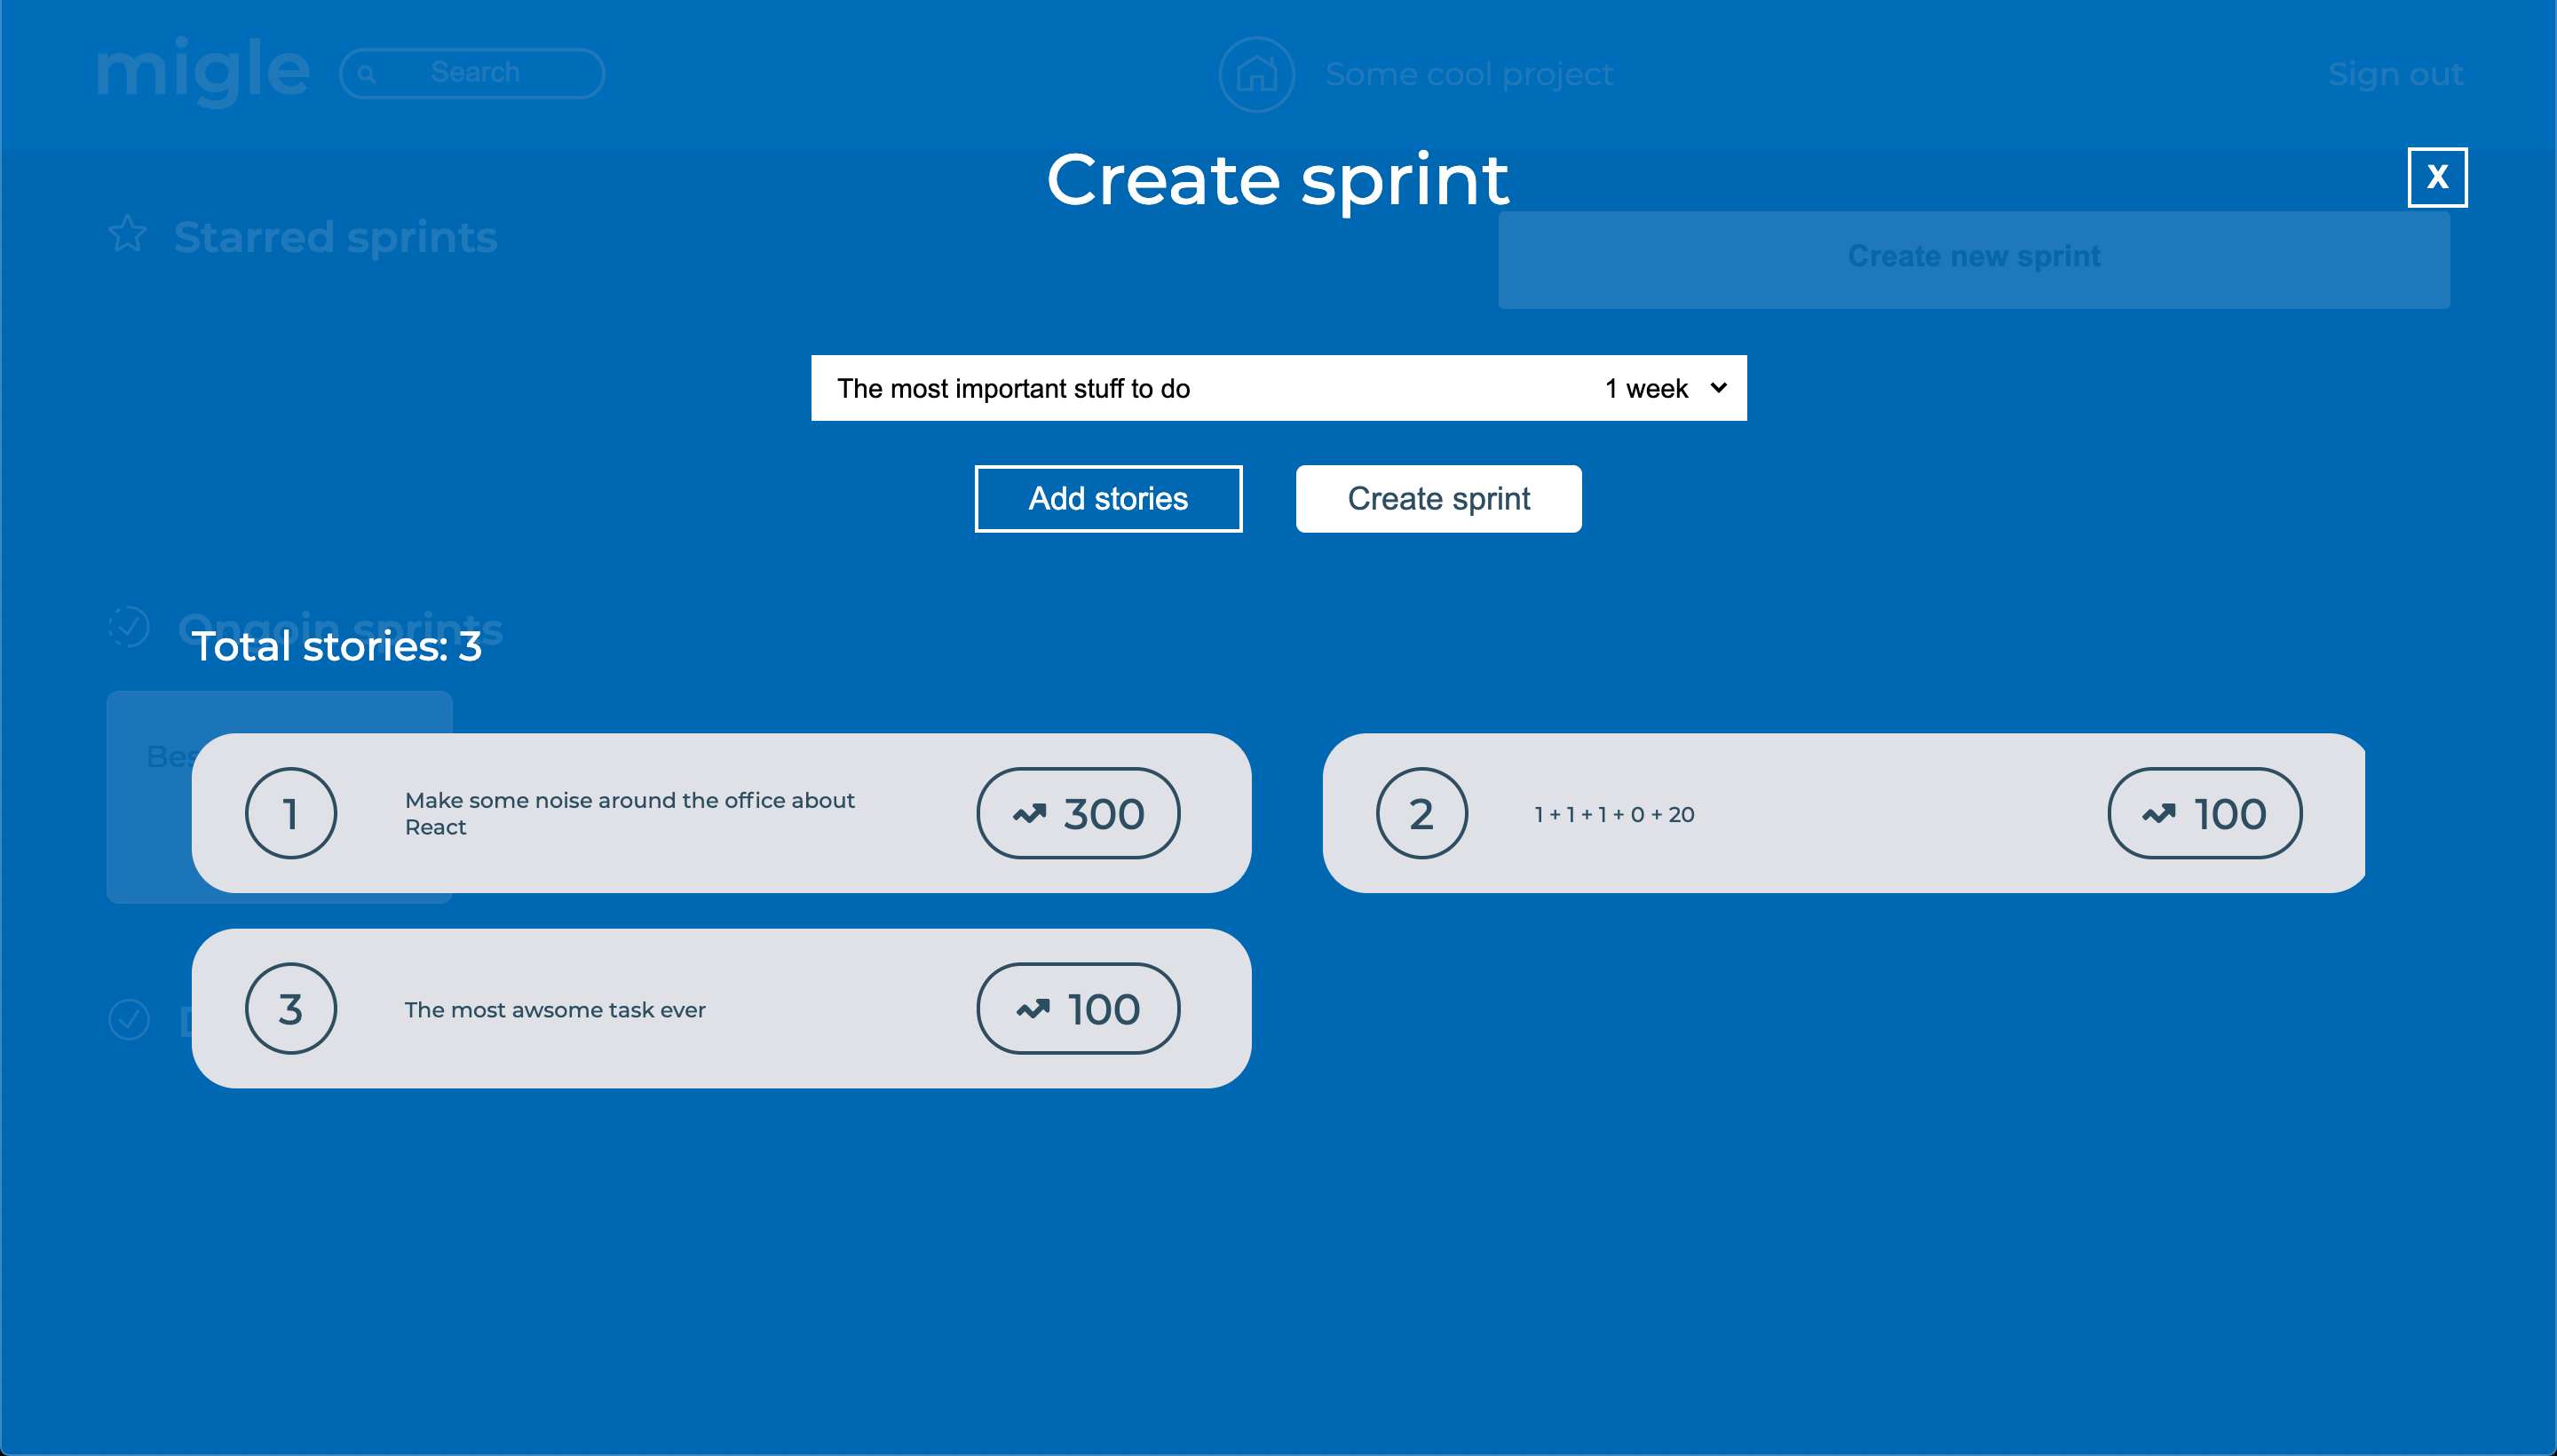 migle
Search
Some cool project
Sign out
Create sprint
X
Starred sprints
Create new sprint
The most important stuff to do
1 week
Add stories
Create sprint
Ongoin sprints
Total stories: 3
1
Make some noise around the office about
React
300
2
1 + 1 + 1 + 0 + 20
100
3
The most awsome task ever
100